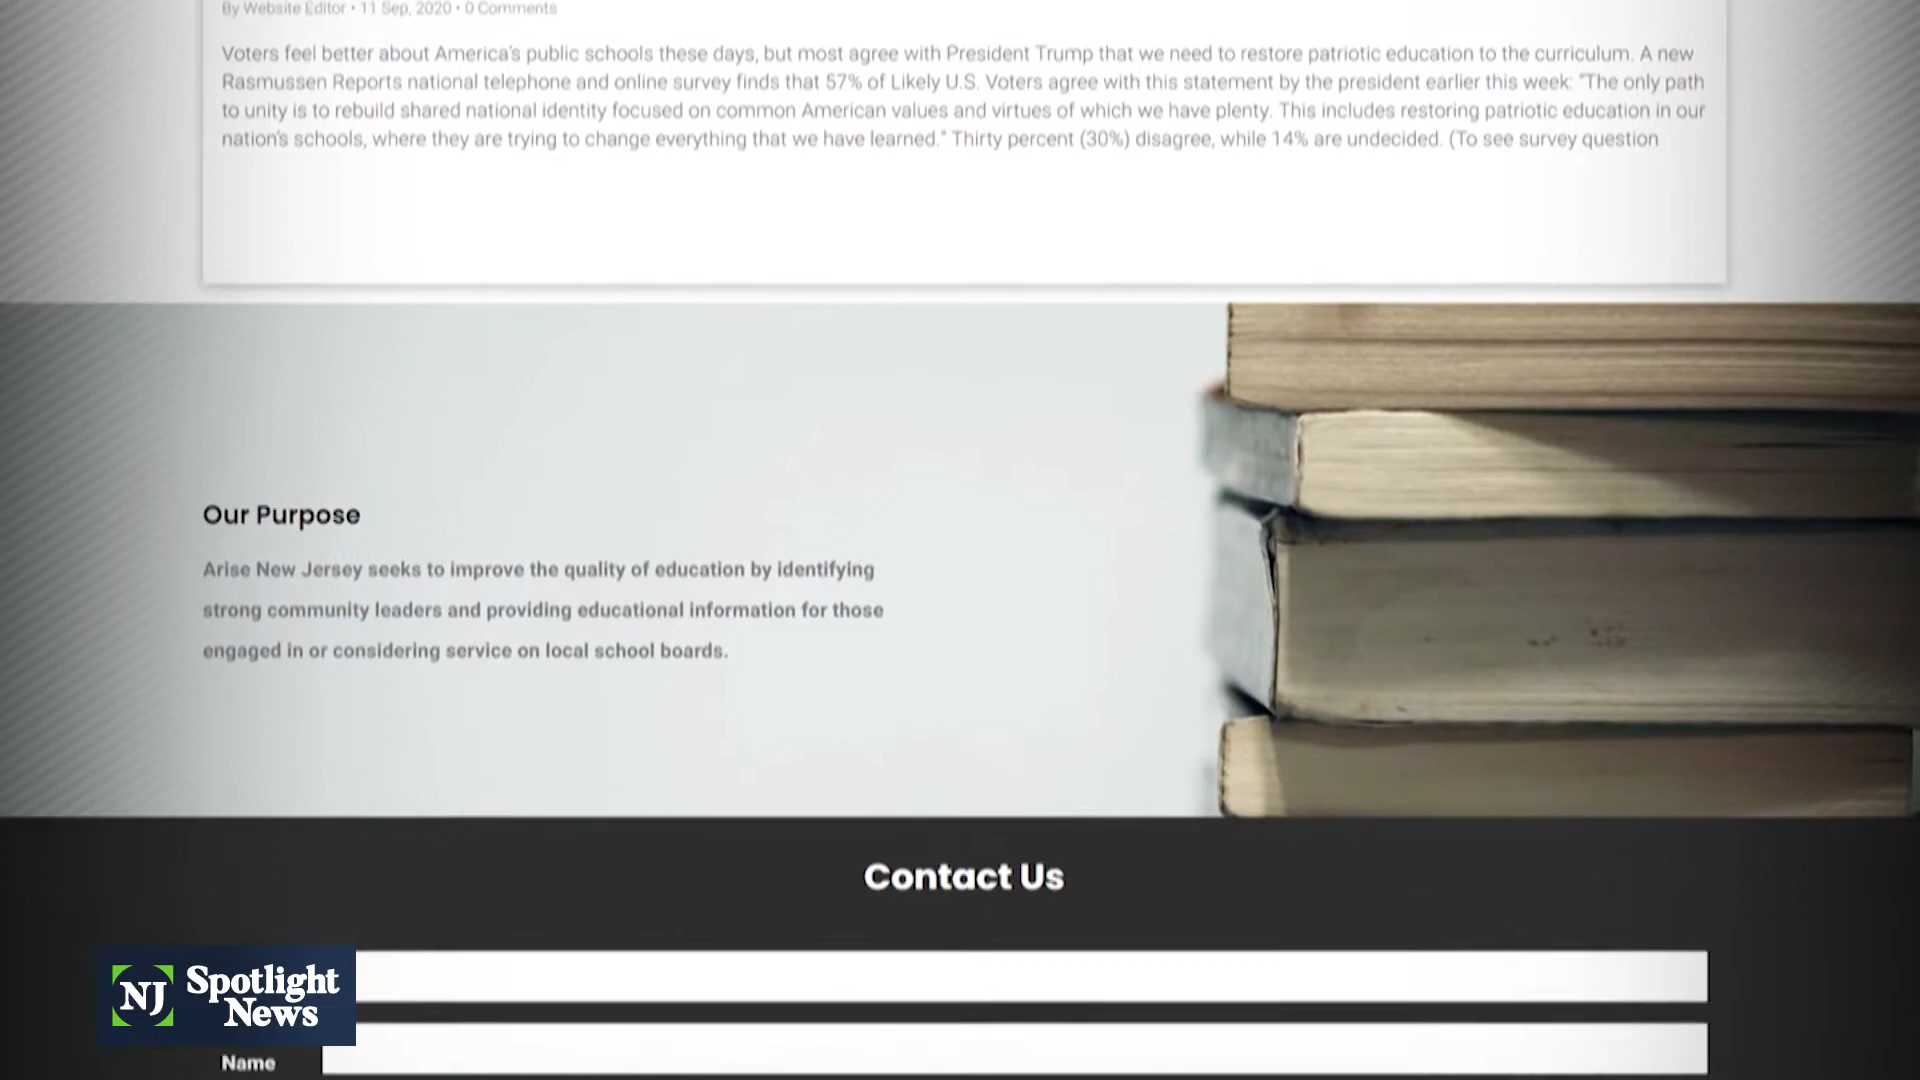 By Website Editor • 11 Sep, 2020 • 0 Comments
Voters feel better about America's public schools these days, but most agree with President Trump that we need to restore patriotic education to the curriculum. A new
Rasmussen Reports national telephone and online survey finds that 57% of Likely U.S. Voters agree with this statement by the president earlier this week: "The only path
to unity is to rebuild shared national identity focused on common American values and virtues of which we have plenty. This includes restoring patriotic education in our
nation's schools, where they are trying to change everything that we have learned." Thirty percent (30%) disagree, while 14% are undecided. (To see survey question
Our Purpose
Arise New Jersey seeks to improve the quality of education by identifying
strong community leaders and providing educational information for those
engaged in or considering service on local school boards.
Contact Us
NJ Spotlight
News
Name